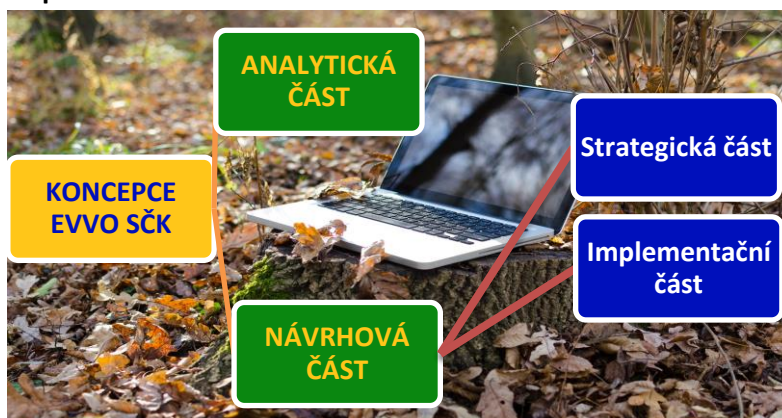 ANALYTICKÁ
ČÁST
Strategická část
KONCEPCE
EVVO SČK
Implementační
část
NÁVRHOVÁ
ČÁST